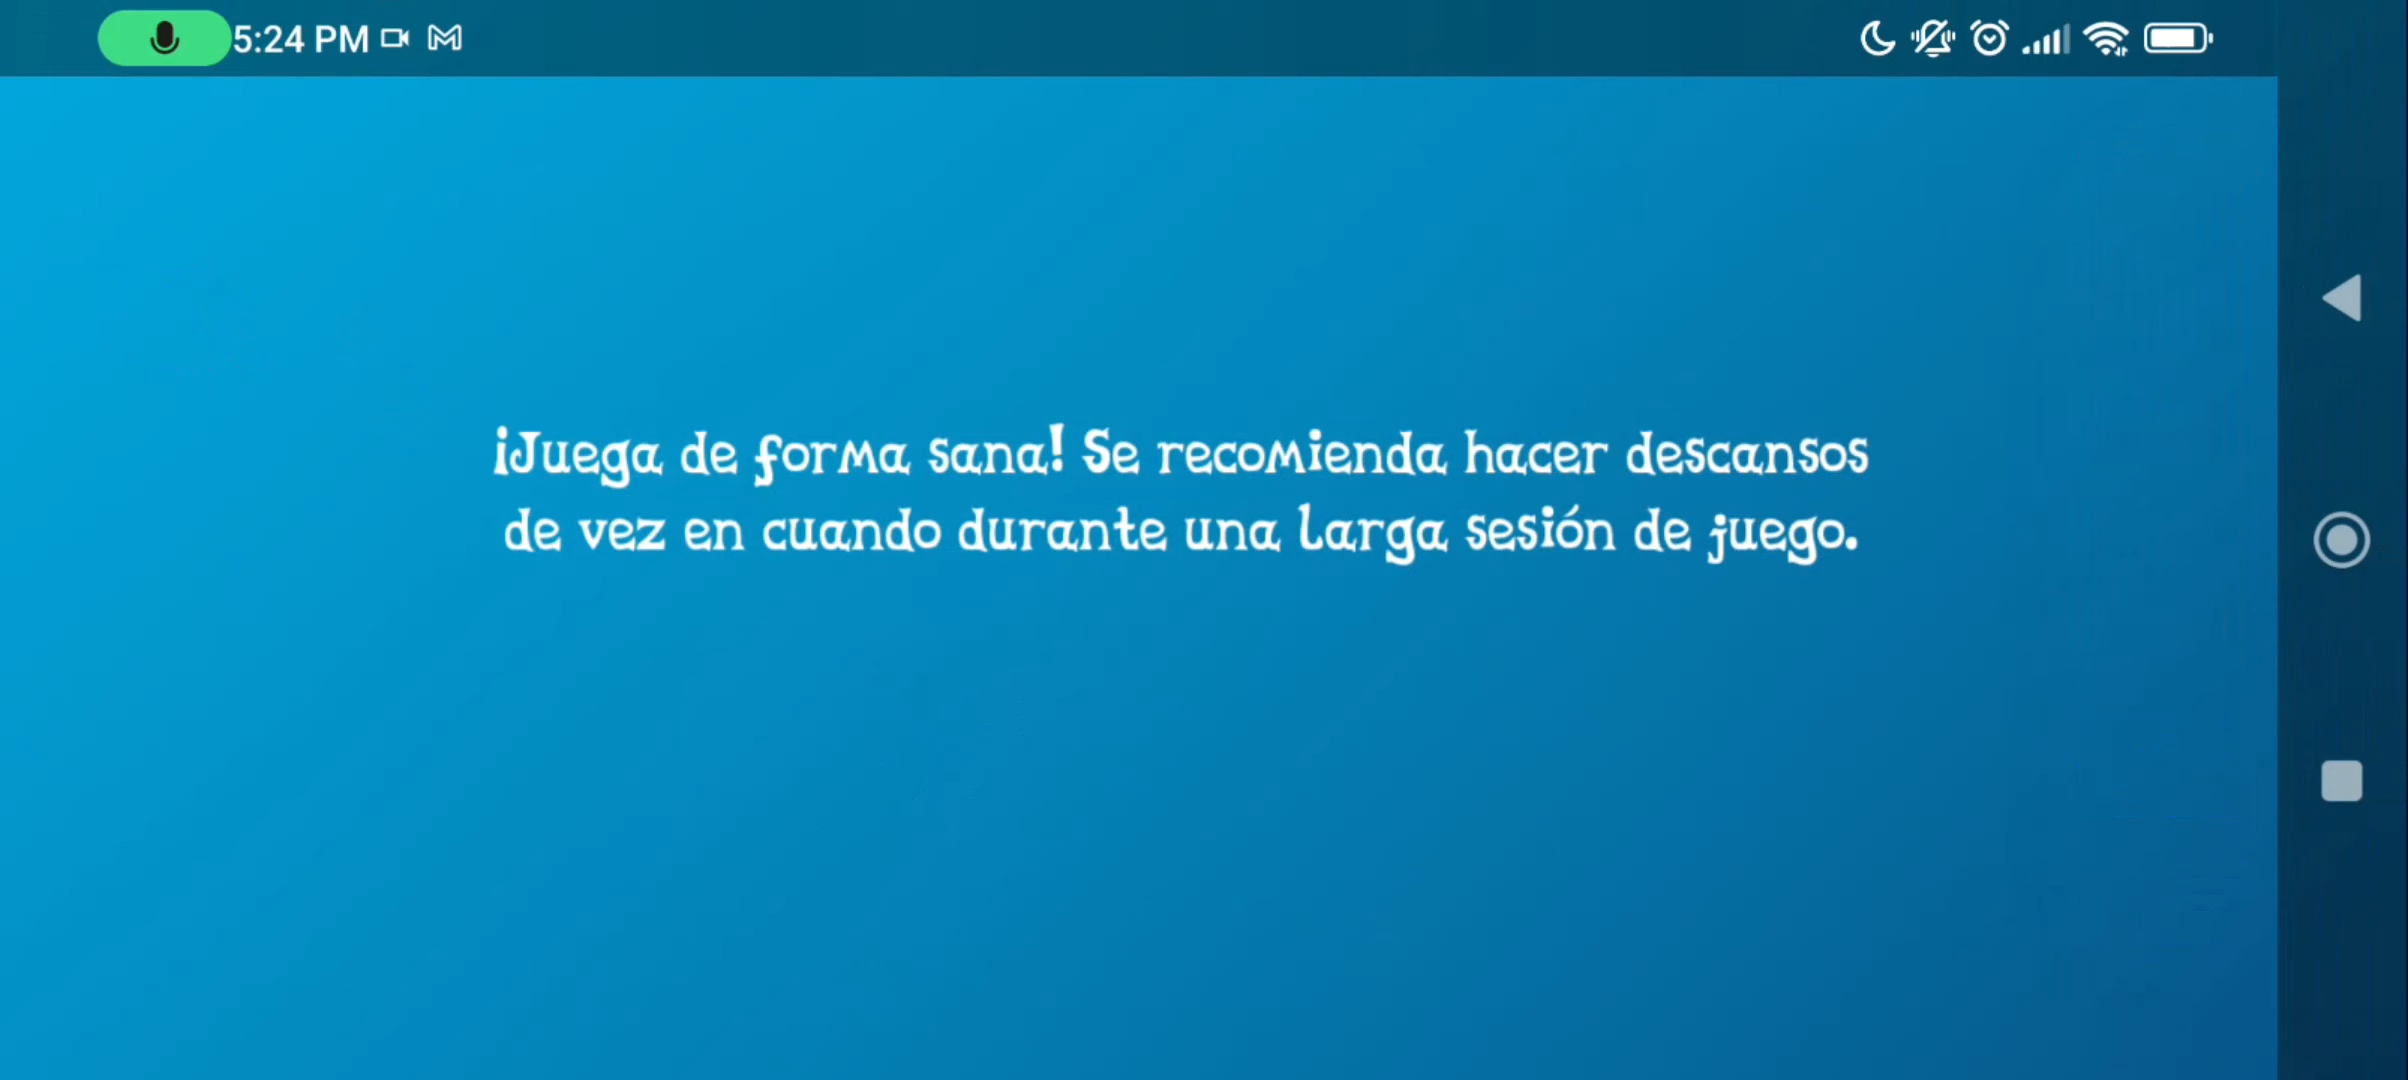 5:24 PM
¡Juega de forma sana! Se recomienda hacer descansos
de vez en cuando durante una larga sesión de juego.